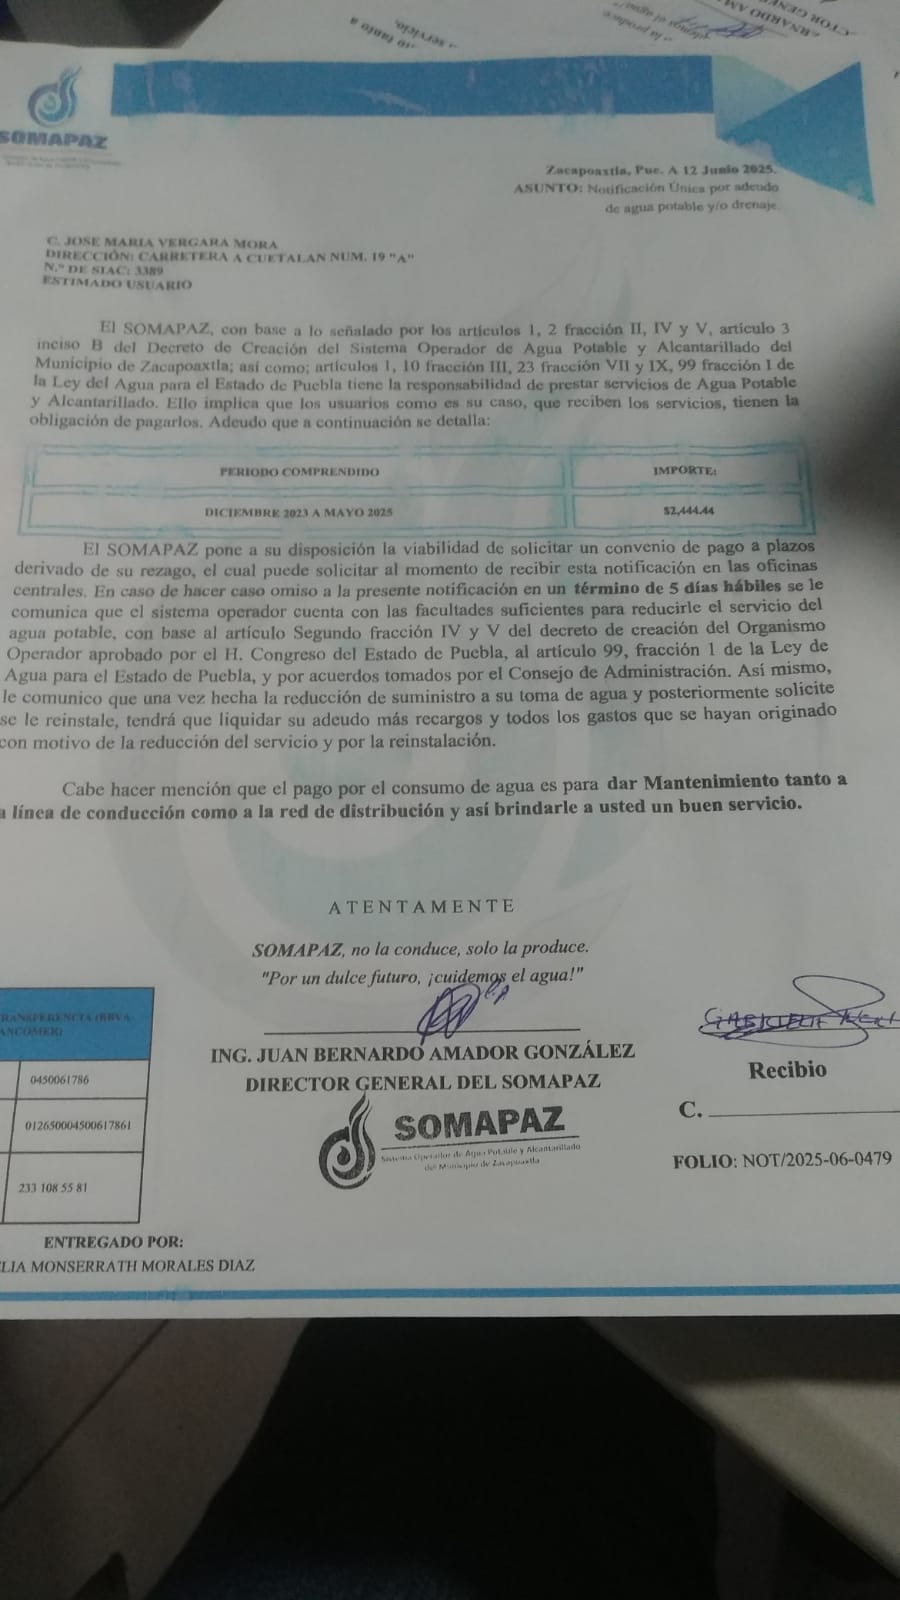 servicio.
to tanto a
SOMAPAZ
Zacapoaxtla, Pue. A 12 Junio 2025.
ASUNTO: Notificación Única por adeudo
de agua potable y/o drenaje.
C. JOSE MARIA VERGARA MORA
DIRECCIÓN: CARRETERA A CUETALAN NUM. 19 "A"
N.° DE SIAC: 3389
ESTIMADO USUARIO
El SOMAPAZ, con base a lo señalado por los artículos 1, 2 fracción II, IV y V, artículo 3
inciso B del Decreto de Creación del Sistema Operador de Agua Potable y Alcantarillado del
Municipio de Zacapoaxtla; así como; artículos 1, 10 fracción III, 23 fracción VII y IX, 99 fracción I de
la Ley del Agua para el Estado de Puebla tiene la responsabilidad de prestar servicios de Agua Potable
y Alcantarillado. Ello implica que los usuarios como es su caso, que reciben los servicios, tienen la
obligación de pagarlos. Adeudo que a continuación se detalla:
PERIODO COMPRENDIDO IMPORTE:
DICIEMBRE 2023 A MAYO 2025 $2,444.44
El SOMAPAZ pone a su disposición la viabilidad de solicitar un convenio de pago a plazos
derivado de su rezago, el cual puede solicitar al momento de recibir esta notificación en las oficinas
centrales. En caso de hacer caso omiso a la presente notificación en un término de 5 días hábiles se le
comunica que el sistema operador cuenta con las facultades suficientes para reducirle el servicio del
agua potable, con base al artículo Segundo fracción IV y V del decreto de creación del Organismo
Operador aprobado por el H. Congreso del Estado de Puebla, al artículo 99, fracción 1 de la Ley de
Agua para el Estado de Puebla, y por acuerdos tomados por el Consejo de Administración. Así mismo,
le comunico que una vez hecha la reducción de suministro a su toma de agua y posteriormente solicite
se le reinstale, tendrá que liquidar su adeudo más recargos y todos los gastos que se hayan originado
con motivo de la reducción del servicio y por la reinstalación.
Cabe hacer mención que el pago por el consumo de agua es para dar Mantenimiento tanto a
a línea de conducción como a la red de distribución y así brindarle a usted un buen servicio.
ATENTAMENTE
SOMAPAZ, no la conduce, solo la produce.
"Por un dulce futuro, ¡cuidemos el agua!"
ING. JUAN BERNARDO AMADOR GONZÁLEZ
DIRECTOR GENERAL DEL SOMAPAZ
SOMAPAZ
Sistema Operador de Agua Potable y Alcantarillado
del Municipio de Zacapoaxtla
RANSFERENCIA (BBVA
ANCOMER)
0450061786
012650004500617861
233 108 55 81
ENTREGADO POR:
LIA MONSERRATH MORALES DIAZ
Recibio
C.
FOLIO: NOT/2025-06-0479